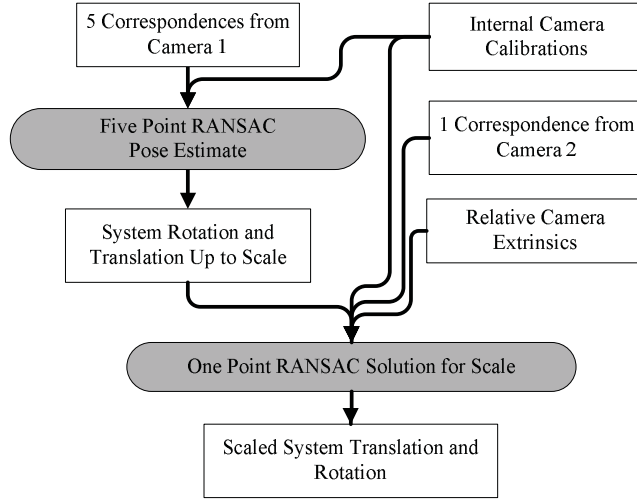 5 Correspondences from
Camera 1
Internal Camera
Calibrations
Five Point RANSAC
Pose Estimate
1 Correspondence from
Camera 2
System Rotation and
Translation Up to Scale
Relative Camera
Extrinsics
One Point RANSAC Solution for Scale
Scaled System Translation and
Rotation